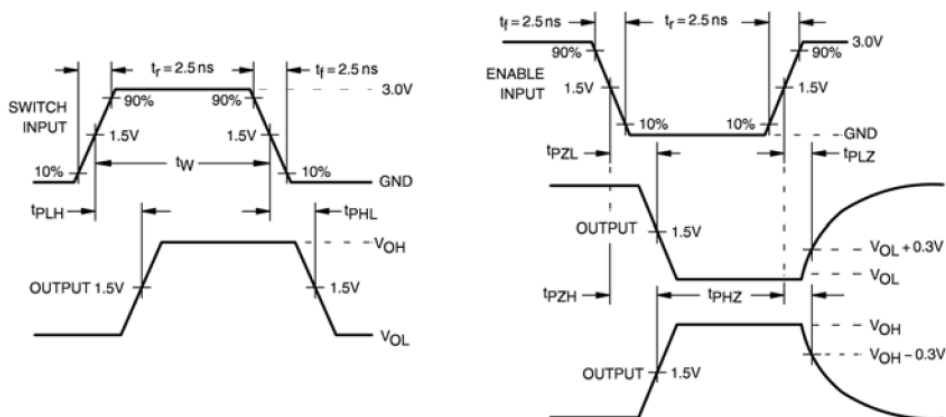 tr = 2.5 ns
tf = 2.5 ns
3.0V
90%
90%
SWITCH
INPUT
1.5V
1.5V
tW
10%
10%
GND
tPLH
tPHL
VOH
OUTPUT 1.5V
1.5V
VOL
tf = 2.5 ns
tr = 2.5 ns
3.0V
90%
90%
ENABLE
INPUT
1.5V
1.5V
10%
10%
GND
tPZL
tPLZ
OUTPUT
1.5V
VOL + 0.3V
VOL
tPZH
tPHZ
VOH
VOH – 0.3V
OUTPUT
1.5V